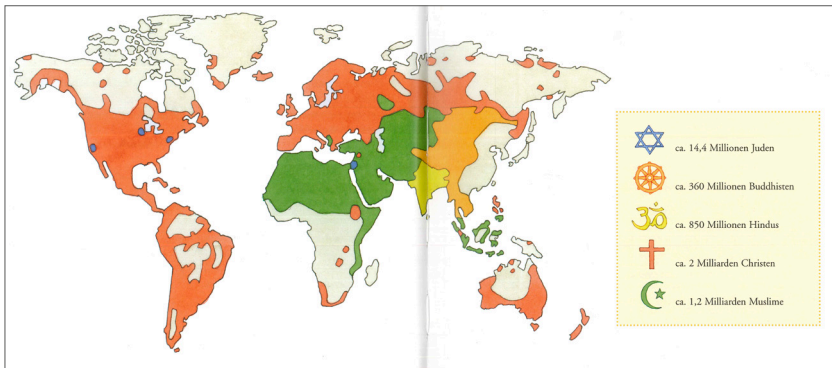 ca. 14,4 Millionen Juden
ca. 360 Millionen Buddhisten
ca. 850 Millionen Hindus
ca. 2 Milliarden Christen
ca. 1,2 Milliarden Muslime